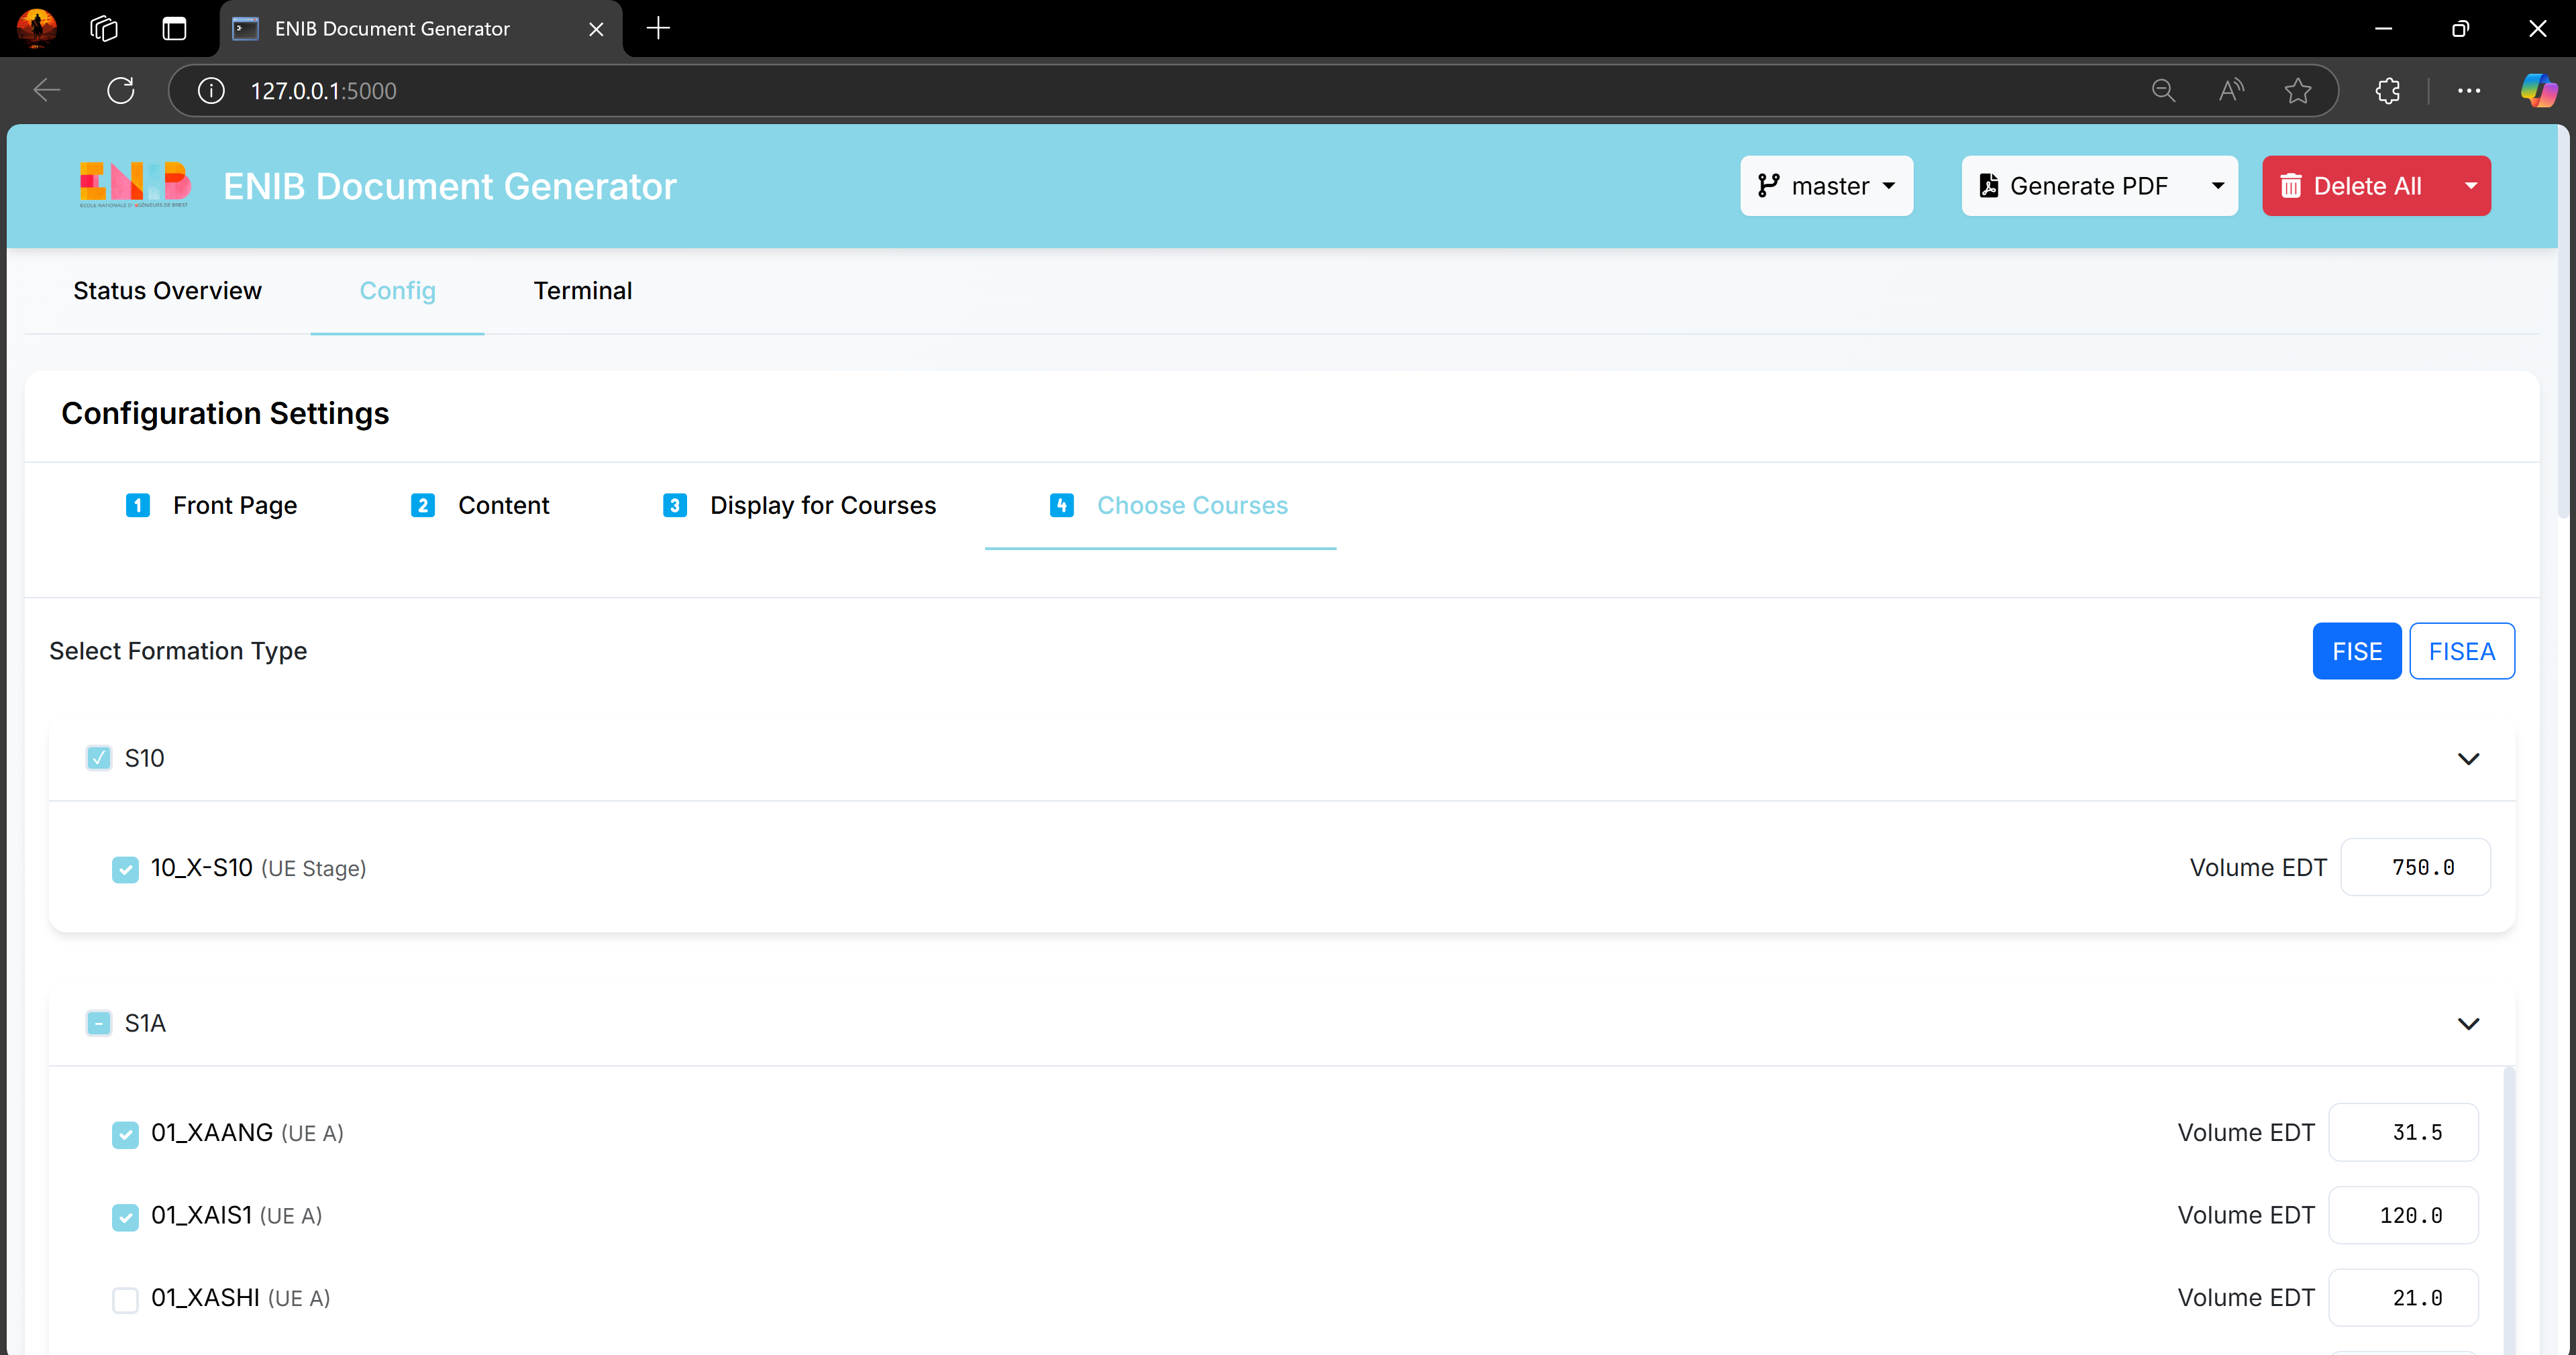 ENIB Document Generator
127.0.0.1:5000
ENIB
ENIB Document Generator
master
Generate PDF
Delete All
ECOLE NATIONALE D'INGÉNIEURS DE BREST
Status Overview
Config
Terminal
Configuration Settings
1 Front Page
2 Content
3 Display for Courses
4 Choose Courses
Select Formation Type
FISE
FISEA
S10
10_X-S10 (UE Stage)
Volume EDT
750.0
S1A
01_XAANG (UE A)
Volume EDT
31.5
01_XAIS1 (UE A)
Volume EDT
120.0
01_XASHI (UE A)
Volume EDT
21.0